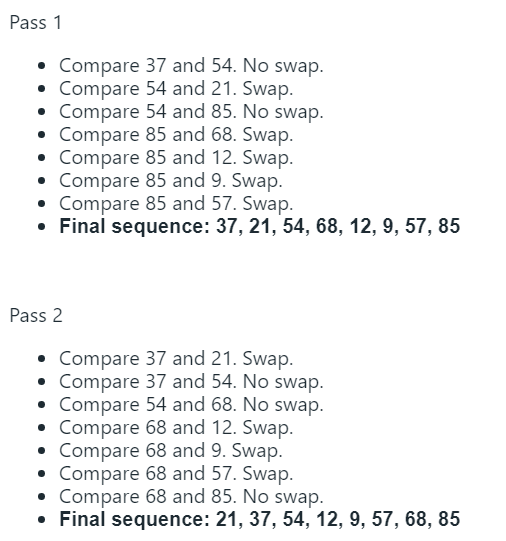 Pass 1
• Compare 37 and 54. No swap.
• Compare 54 and 21. Swap.
• Compare 54 and 85. No swap.
• Compare 85 and 68. Swap.
• Compare 85 and 12. Swap.
• Compare 85 and 9. Swap.
• Compare 85 and 57. Swap.
• Final sequence: 37, 21, 54, 68, 12, 9, 57, 85
Pass 2
• Compare 37 and 21. Swap.
• Compare 37 and 54. No swap.
• Compare 54 and 68. No swap.
• Compare 68 and 12. Swap.
• Compare 68 and 9. Swap.
• Compare 68 and 57. Swap.
• Compare 68 and 85. No swap.
• Final sequence: 21, 37, 54, 12, 9, 57, 68, 85